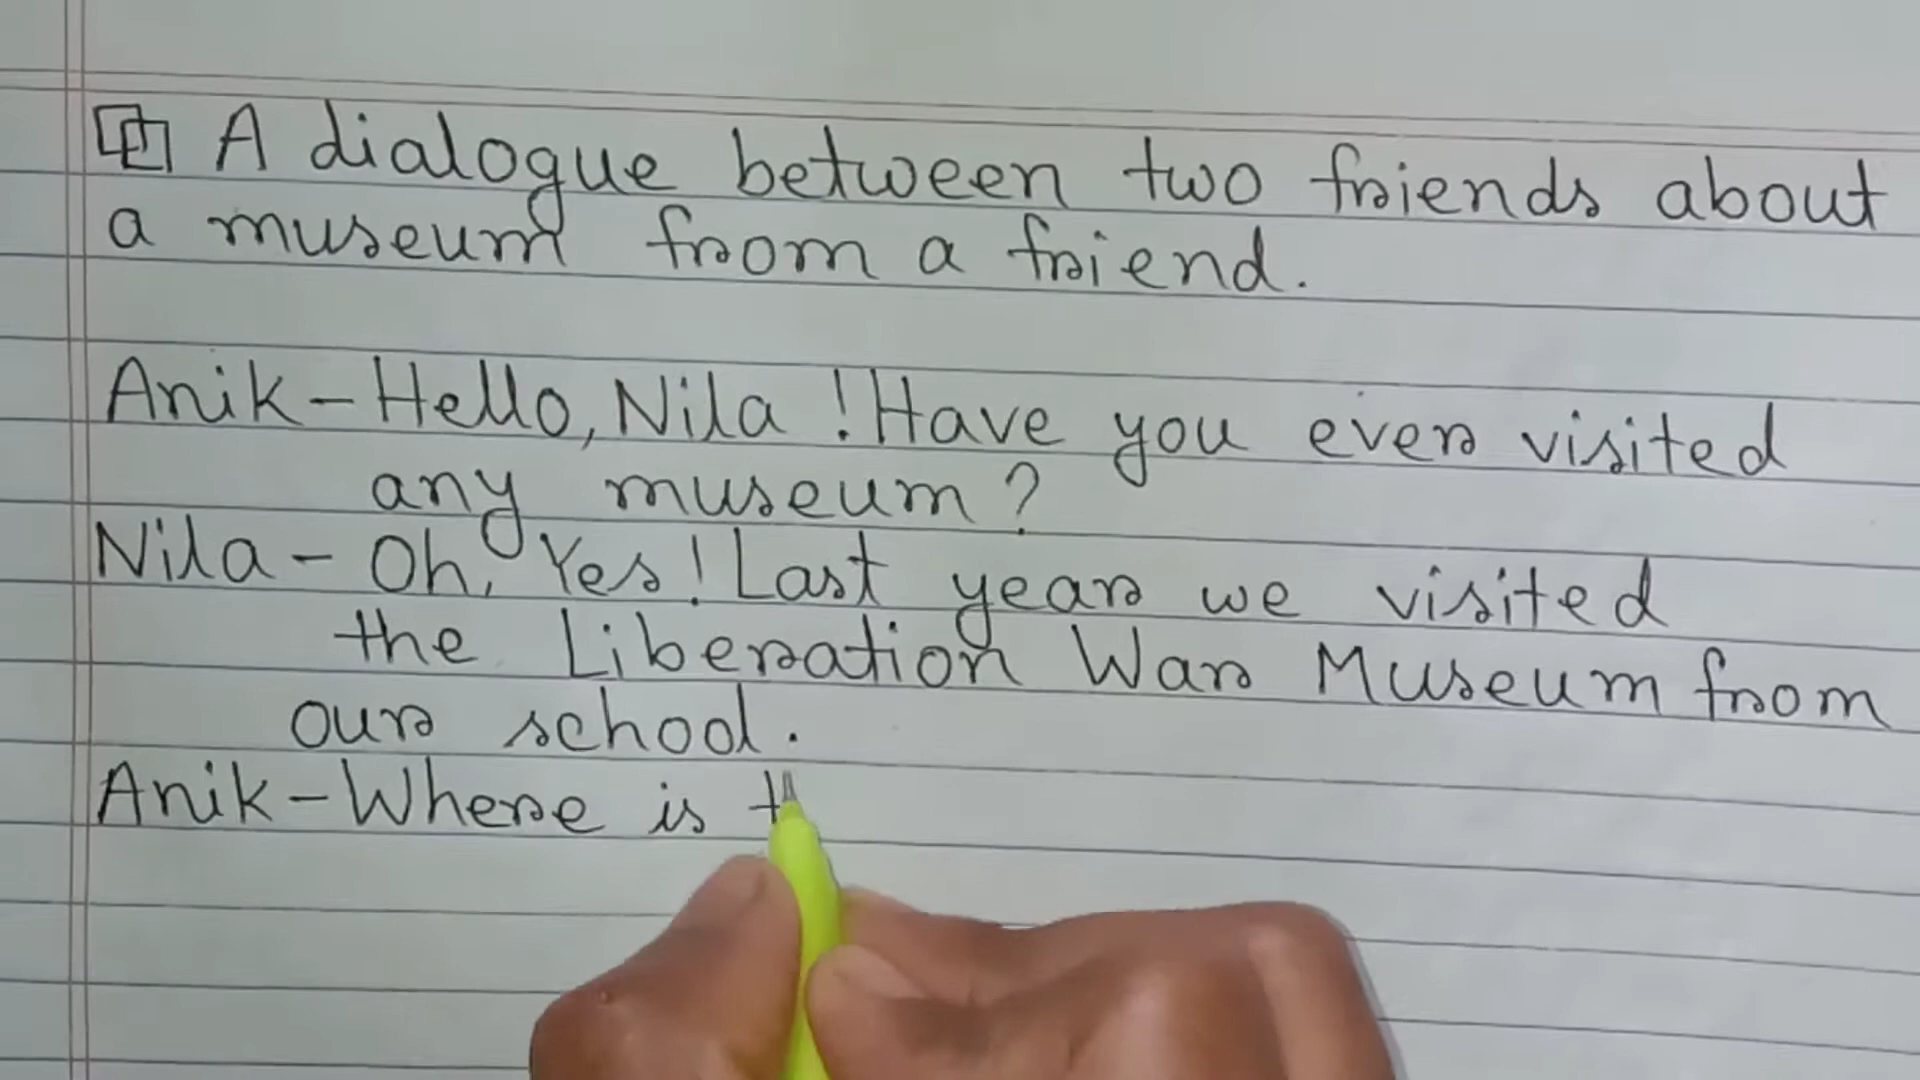 A dialogue between two friends about
a museum from a friend.
Anik-Hello, Nila! Have you ever visited
any museum?
Nila- Oh, Yes! Last year we visited
the Liberation War Museum from
our school.
Anik-Where is t